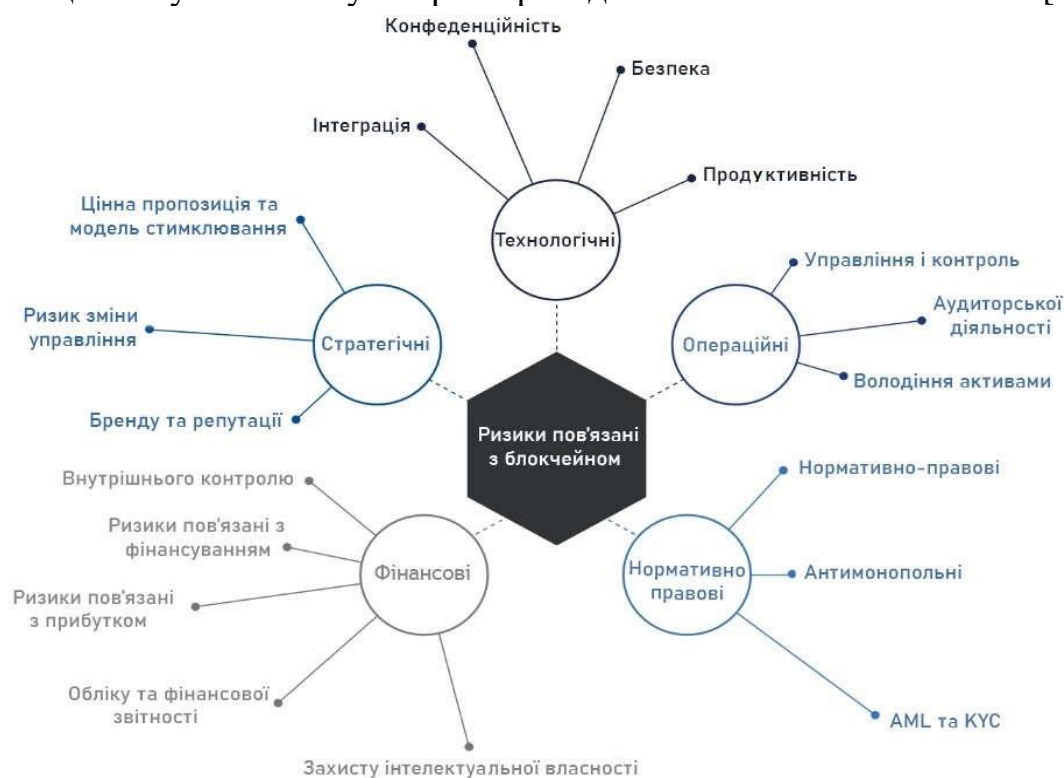 Конфеденційність
Безпека
Інтеграція
Продуктивність
Технологічні
Цінна пропозиція та
модель стимклювання
Ризик зміни
управління
Бренду та репутації
Стратегічні
Управління і контроль
Аудиторської
діяльності
Володіння активами
Операційні
Ризики пов'язані
з блокчейном
Внутрішнього контролю
Ризики пов'язані з
фінансуванням
Ризики пов'язані
з прибутком
Обліку та фінансової
звітності
Захисту інтелектуальної власності
Фінансові
Нормативно-правові
Антимонопольні
AML та KYC
Нормативно
правові